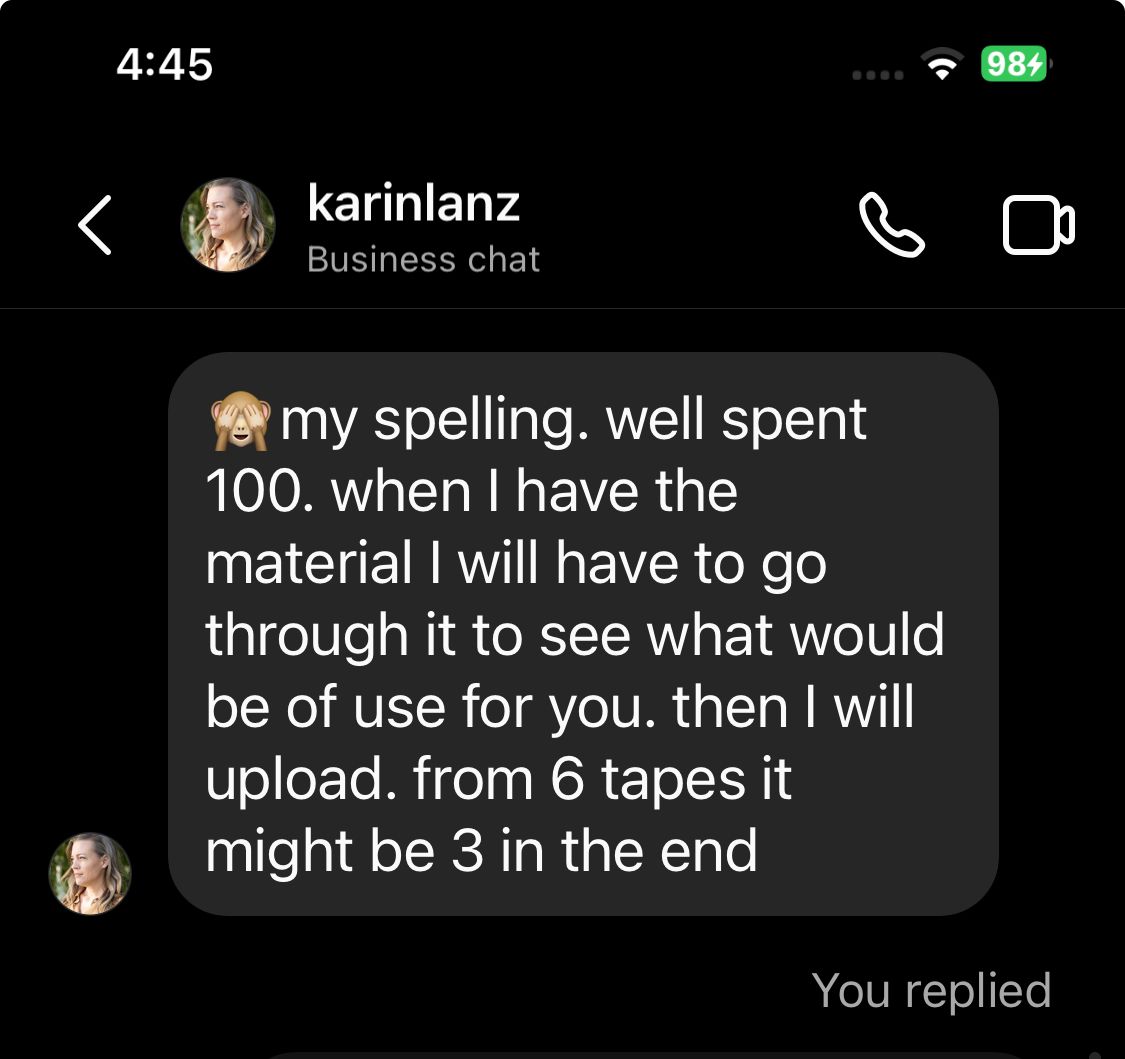 4:45
98
karinlanz
Business chat
🙈my spelling. well spent
100. when I have the
material I will have to go
through it to see what would
be of use for you. then I will
upload. from 6 tapes it
might be 3 in the end
You replied